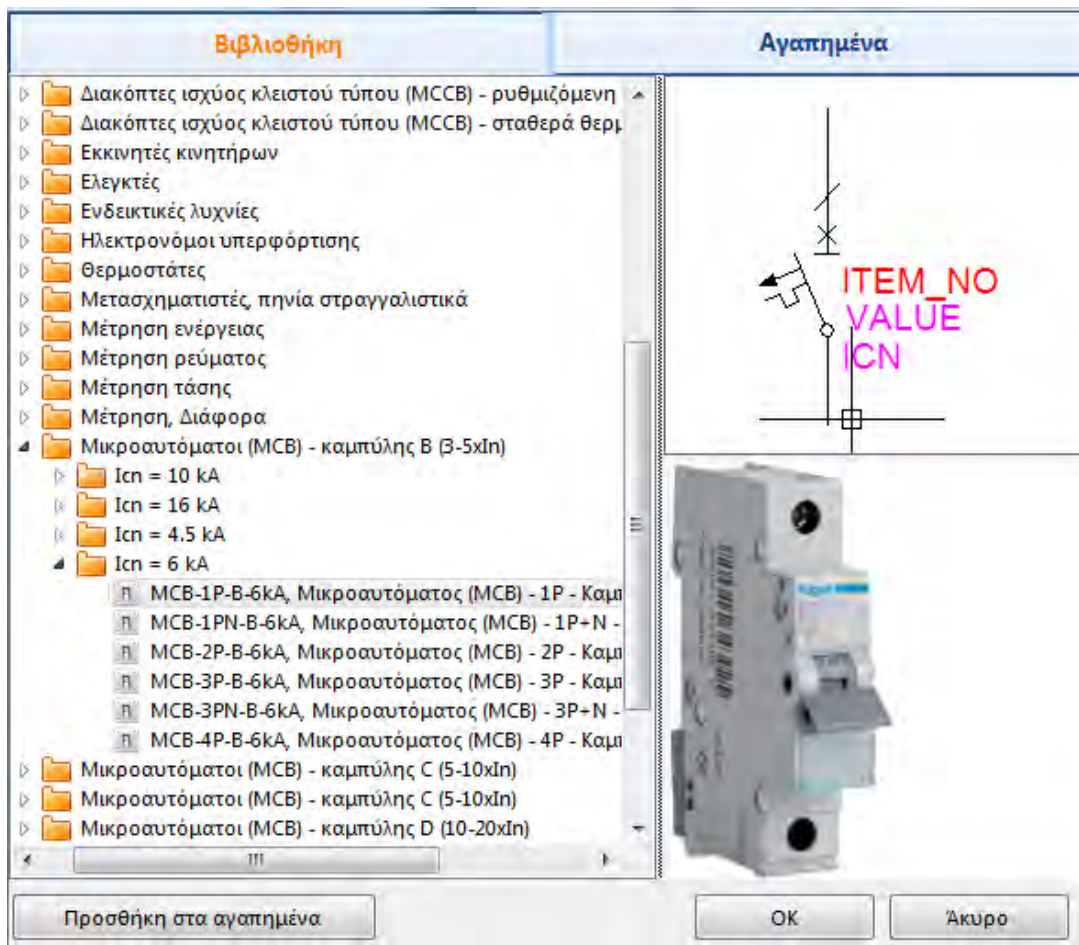 Βιβλιοθήκη
Αγαπημένα
Διακόπτες ισχύος κλειστού τύπου (MCCB) - ρυθμιζόμενη
Διακόπτες ισχύος κλειστού τύπου (MCCB) - σταθερά θερμ
Εκκινητές κινητήρων
Ελεγκτές
Ενδεικτικές λυχνίες
Ηλεκτρονόμοι υπερφόρτισης
Θερμοστάτες
Μετασχηματιστές, πηνία στραγγαλιστικά
Μέτρηση ενέργειας
Μέτρηση ρεύματος
Μέτρηση τάσης
Μέτρηση, Διάφορα
Μικροαυτόματοι (MCB) - καμπύλης B (3-5xIn)
Icn = 10 kA
Icn = 16 kA
Icn = 4.5 kA
Icn = 6 kA
MCB-1P-B-6kA, Μικροαυτόματος (MCB) - 1P - Καμπ
MCB-1PN-B-6kA, Μικροαυτόματος (MCB) - 1P+N -
MCB-2P-B-6kA, Μικροαυτόματος (MCB) - 2P - Καμπ
MCB-3P-B-6kA, Μικροαυτόματος (MCB) - 3P - Καμπ
MCB-3PN-B-6kA, Μικροαυτόματος (MCB) - 3P+N -
MCB-4P-B-6kA, Μικροαυτόματος (MCB) - 4P - Καμπ
Μικροαυτόματοι (MCB) - καμπύλης C (5-10xIn)
Μικροαυτόματοι (MCB) - καμπύλης C (5-10xIn)
Μικροαυτόματοι (MCB) - καμπύλης D (10-20xIn)
ITEM_NO
VALUE
ICN
Προσθήκη στα αγαπημένα
OK
Άκυρο